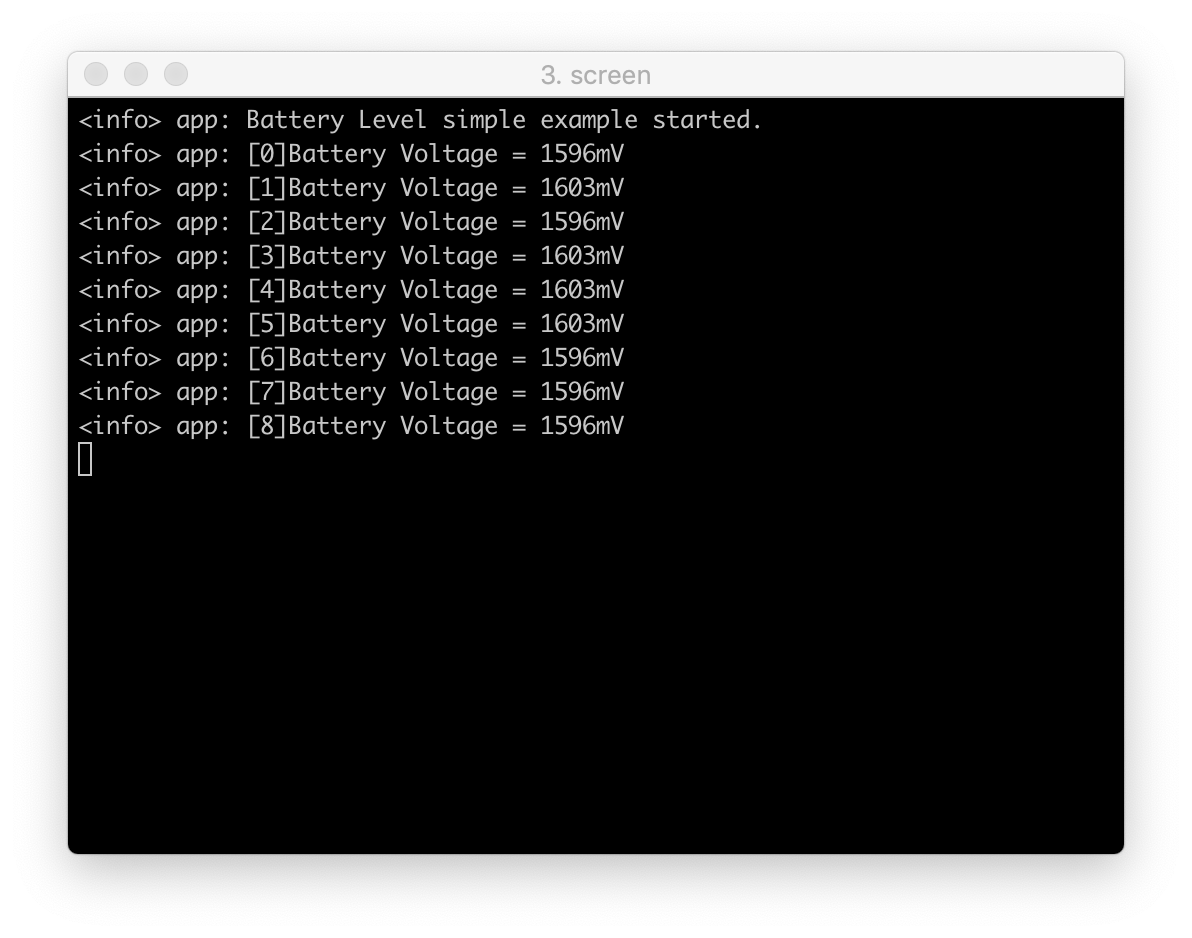 3. screen
<info> app: Battery Level simple example started.
<info> app: [0]Battery Voltage = 1596mV
<info> app: [1]Battery Voltage = 1603mV
<info> app: [2]Battery Voltage = 1596mV
<info> app: [3]Battery Voltage = 1603mV
<info> app: [4]Battery Voltage = 1603mV
<info> app: [5]Battery Voltage = 1603mV
<info> app: [6]Battery Voltage = 1596mV
<info> app: [7]Battery Voltage = 1596mV
<info> app: [8]Battery Voltage = 1596mV